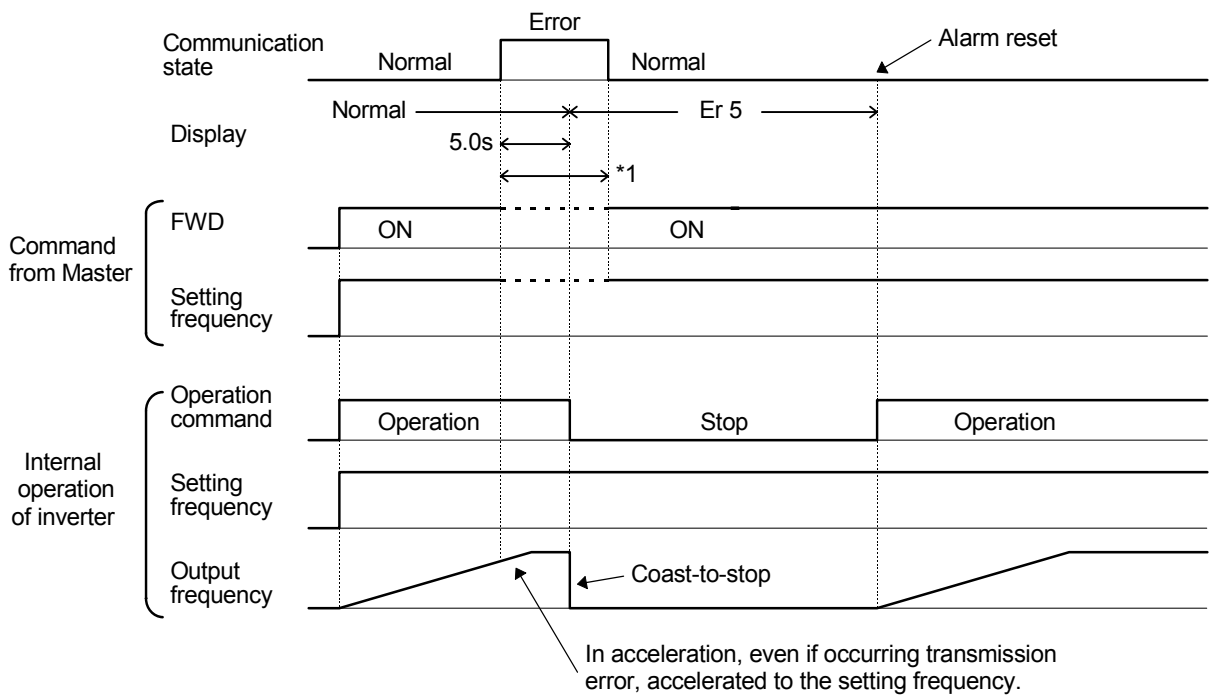 Error
Communication
state
Normal
Normal
Alarm reset
Display
Normal
Er 5
5.0s
*1
Command
from Master
FWD
ON
ON
Setting
frequency
Internal
operation
of inverter
Operation
command
Operation
Stop
Operation
Setting
frequency
Output
frequency
Coast-to-stop
In acceleration, even if occurring transmission
error, accelerated to the setting frequency.